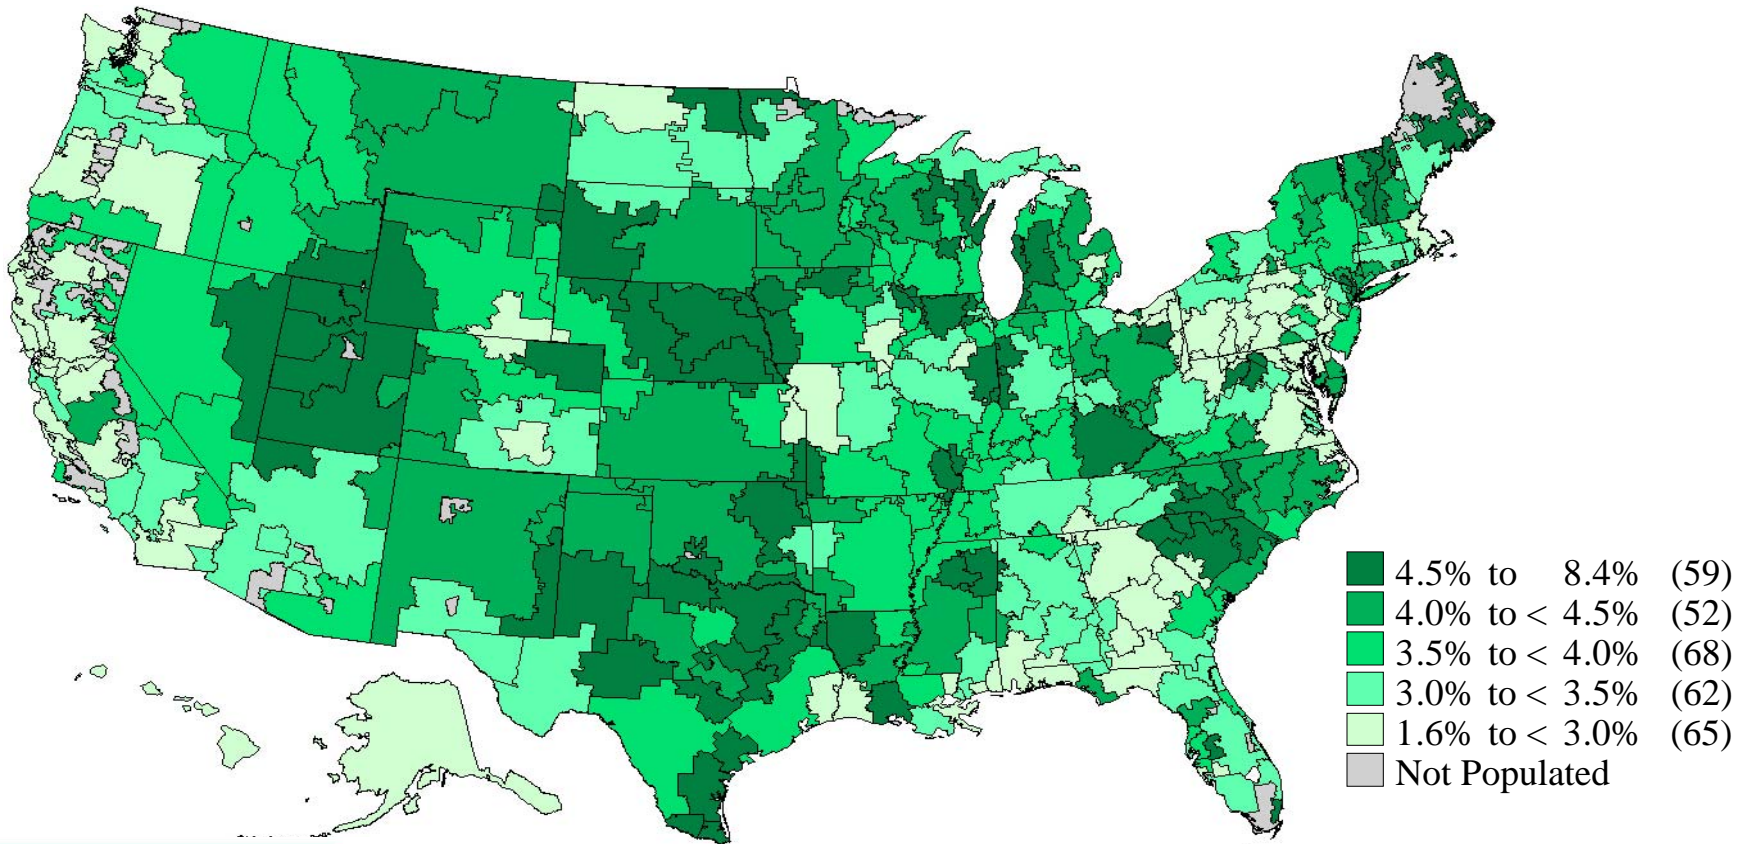 4.5% to 8.4% (59)
4.0% to < 4.5% (52)
3.5% to < 4.0% (68)
3.0% to < 3.5% (62)
1.6% to < 3.0% (65)
Not Populated